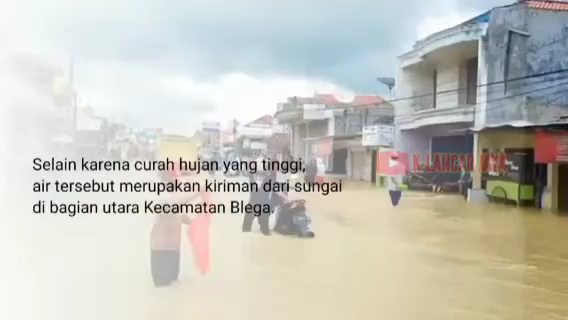 Selain karena curah hujan yang tinggi,
air tersebut merupakan kiriman dari sungai
di bagian utara Kecamatan Blega.